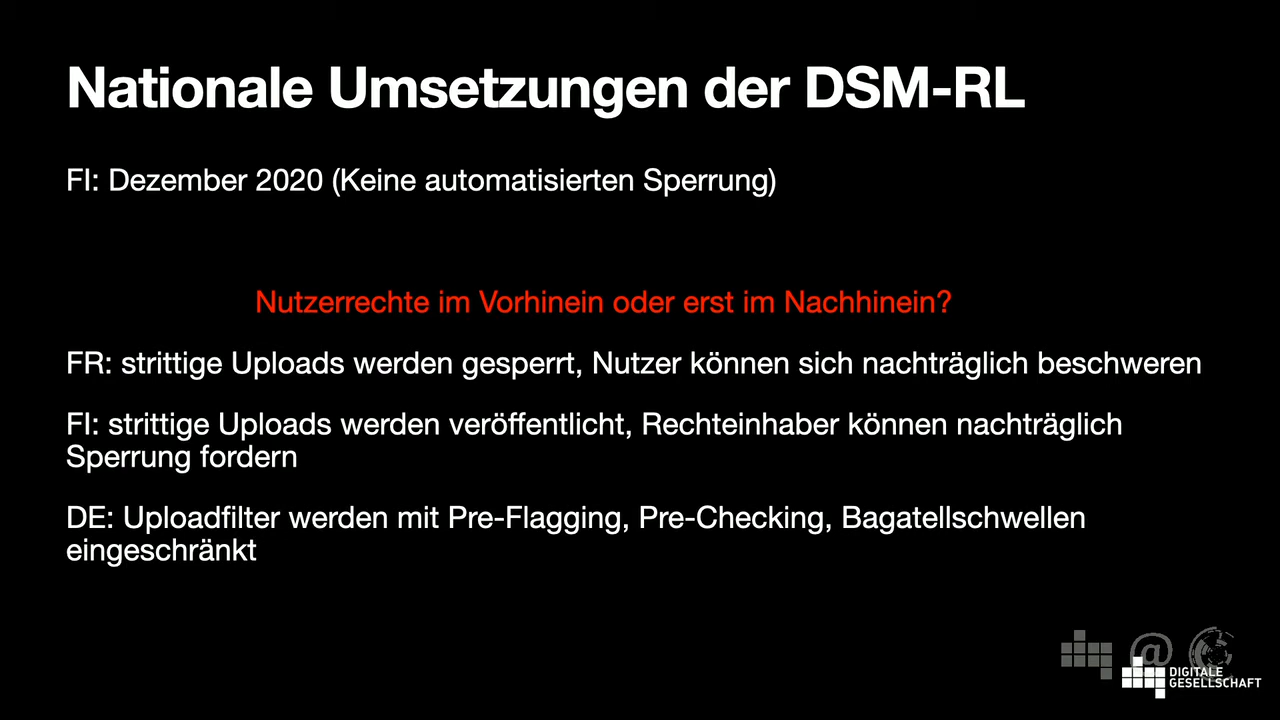 Nationale Umsetzungen der DSM-RL
FI: Dezember 2020 (Keine automatisierten Sperrung)
Nutzerrechte im Vorhinein oder erst im Nachhinein?
FR: strittige Uploads werden gesperrt, Nutzer können sich nachträglich beschweren
FI: strittige Uploads werden veröffentlicht, Rechteinhaber können nachträglich
Sperrung fordern
DE: Uploadfilter werden mit Pre-Flagging, Pre-Checking, Bagatellschwellen
eingeschränkt
@
DIGITALE
GESELLSCHAFT